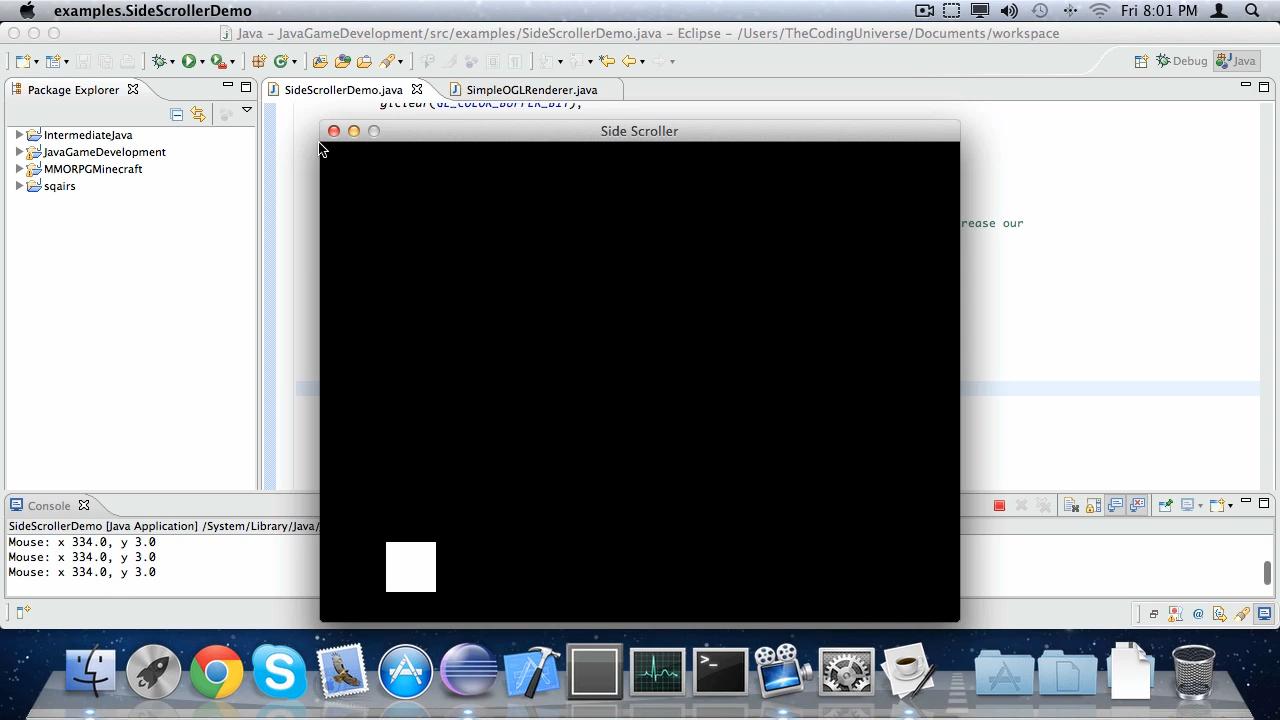 examples.SideScrollerDemo
Fri 8:01 PM
Java – JavaGameDevelopment/src/examples/SideScrollerDemo.java – Eclipse – /Users/TheCodingUniverse/Documents/workspace
Debug
Java
Package Explorer
SideScrollerDemo.java
SimpleOGLRenderer.java
glClear(GL_COLOR_BUFFER_BIT);
Side Scroller
IntermediateJava
JavaGameDevelopment
MMORPGMinecraft
sqairs
rease our
Console
SideScrollerDemo [Java Application] /System/Library/Java/
Mouse: x 334.0, y 3.0
Mouse: x 334.0, y 3.0
Mouse: x 334.0, y 3.0